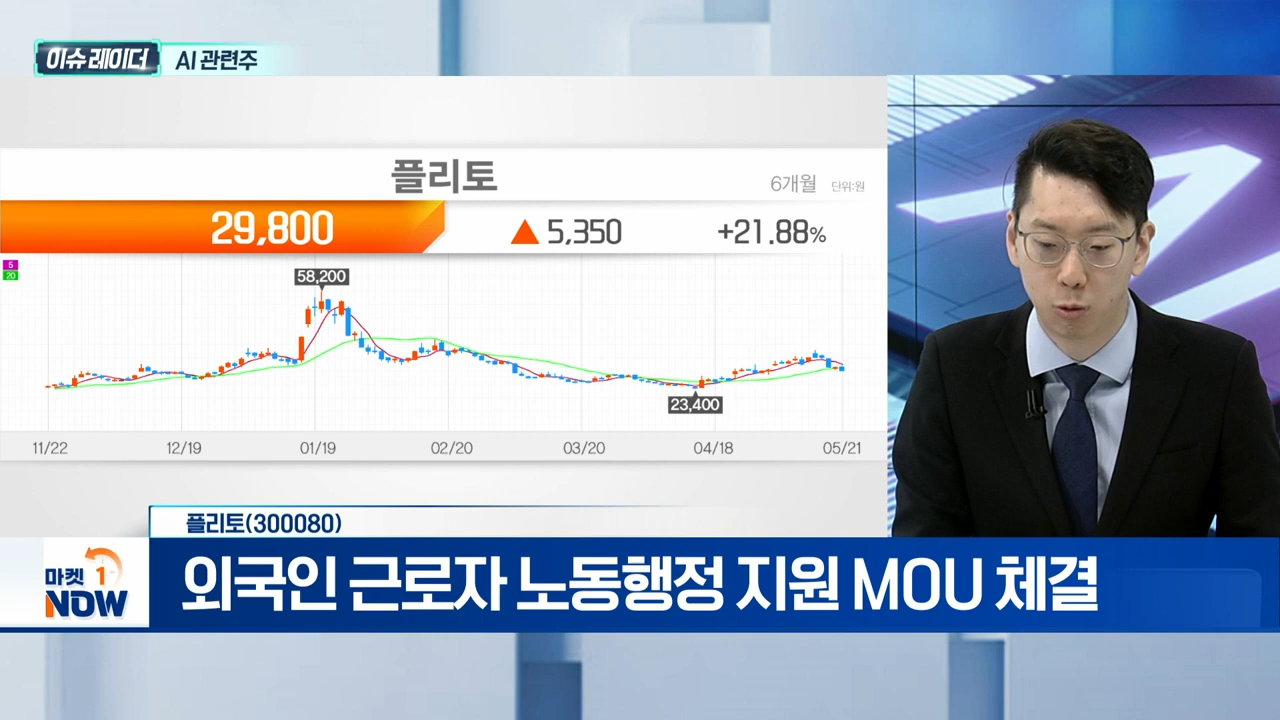 이슈레이더 AI 관련주
플리토
6개월 단위:원
29,800 ▲ 5,350 +21.88%
5
20
58,200
23,400
11/22 12/19 01/19 02/20 03/20 04/18 05/21
플리토(300080)
마켓 1
NOW
외국인 근로자 노동행정 지원 MOU 체결